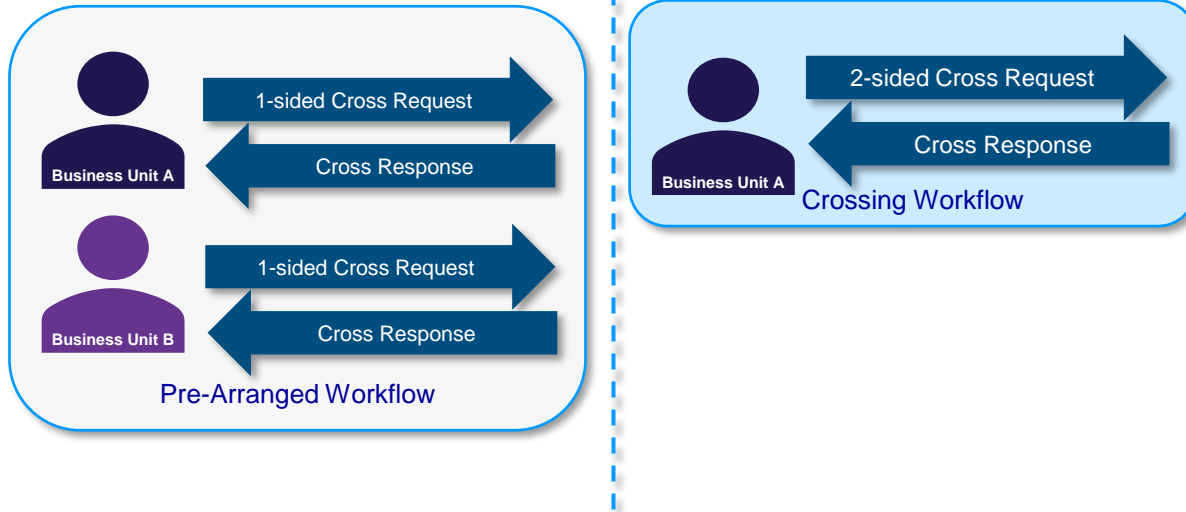 1-sided Cross Request
Cross Response
Business Unit A
1-sided Cross Request
Cross Response
Business Unit B
Pre-Arranged Workflow
2-sided Cross Request
Cross Response
Business Unit A
Crossing Workflow